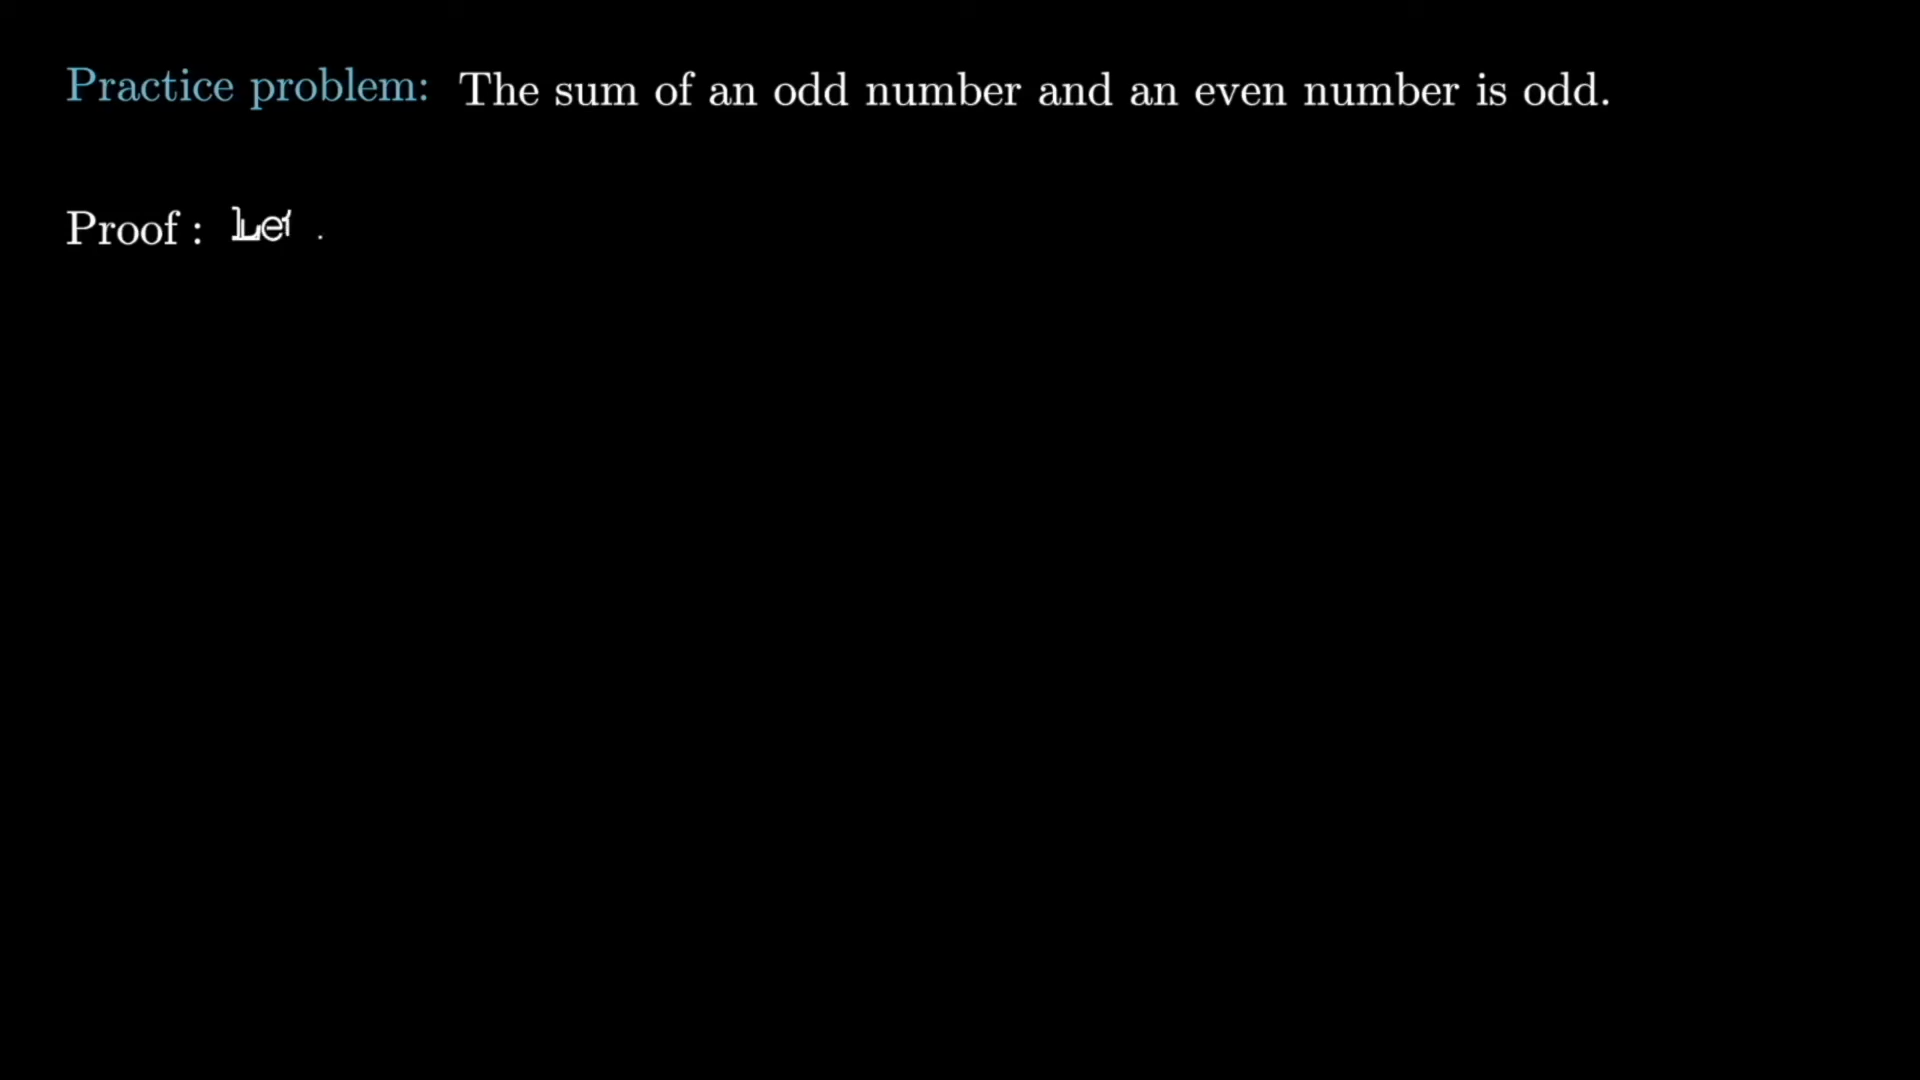 Practice problem: The sum of an odd number and an even number is odd.
Proof : Let